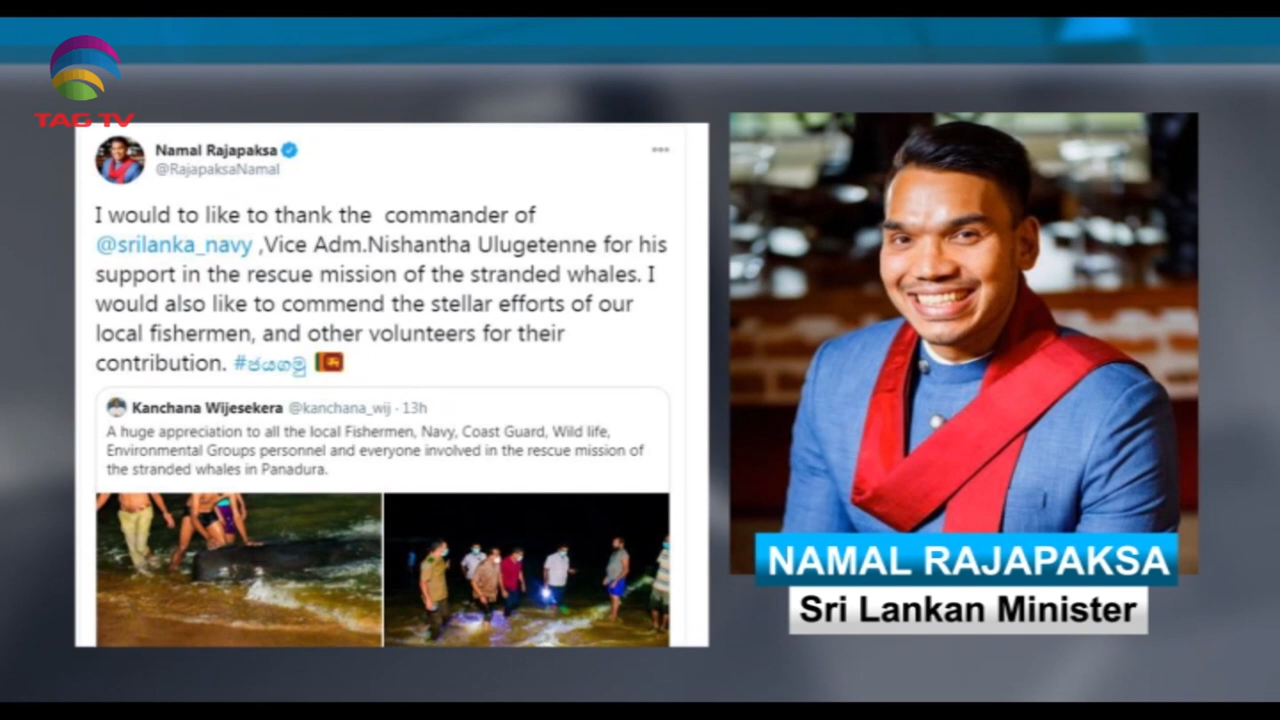 TAG TV
Namal Rajapaksa
@RajapaksaNamal
I would to like to thank the commander of
@srilanka_navy ,Vice Adm.Nishantha Ulugetenne for his
support in the rescue mission of the stranded whales. I
would also like to commend the stellar efforts of our
local fishermen, and other volunteers for their
contribution. #ජයගමු
Kanchana Wijesekera @kanchana_wij · 13h
A huge appreciation to all the local Fishermen, Navy, Coast Guard, Wild life,
Environmental Groups personnel and everyone involved in the rescue mission of
the stranded whales in Panadura.
NAMAL RAJAPAKSA
Sri Lankan Minister